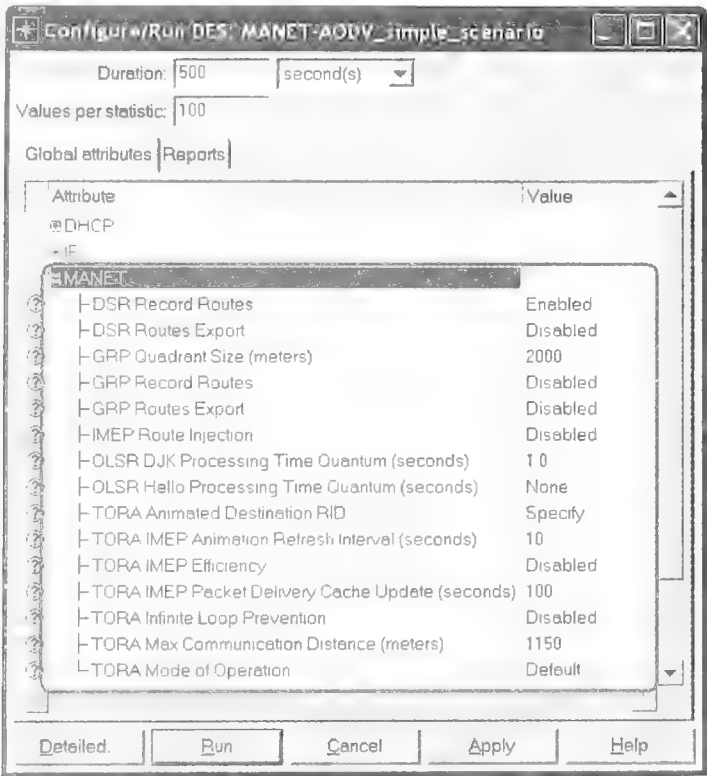 Configure/Run DES: MANET-AODV_simple_scenario
Duration: 500 second(s)
Values per statistic: 100
Global attributes Reports
Attribute Value
DHCP
MANET
DSR Record Routes Enabled
DSR Routes Export Disabled
GRP Quadrant Size (meters) 2000
GRP Record Routes Disabled
GRP Routes Export Disabled
IMEP Route Injection Disabled
OLSR DJK Processing Time Quantum (seconds) 1.0
OLSR Hello Processing Time Quantum (seconds) None
TORA Animated Destination RID Specify
TORA IMEP Animation Refresh Interval (seconds) 10
TORA IMEP Efficiency Disabled
TORA IMEP Packet Delivery Cache Update (seconds) 100
TORA Infinite Loop Prevention Disabled
TORA Max Communication Distance (meters) 1150
TORA Mode of Operation Default
Detailed. Run Cancel Apply Help